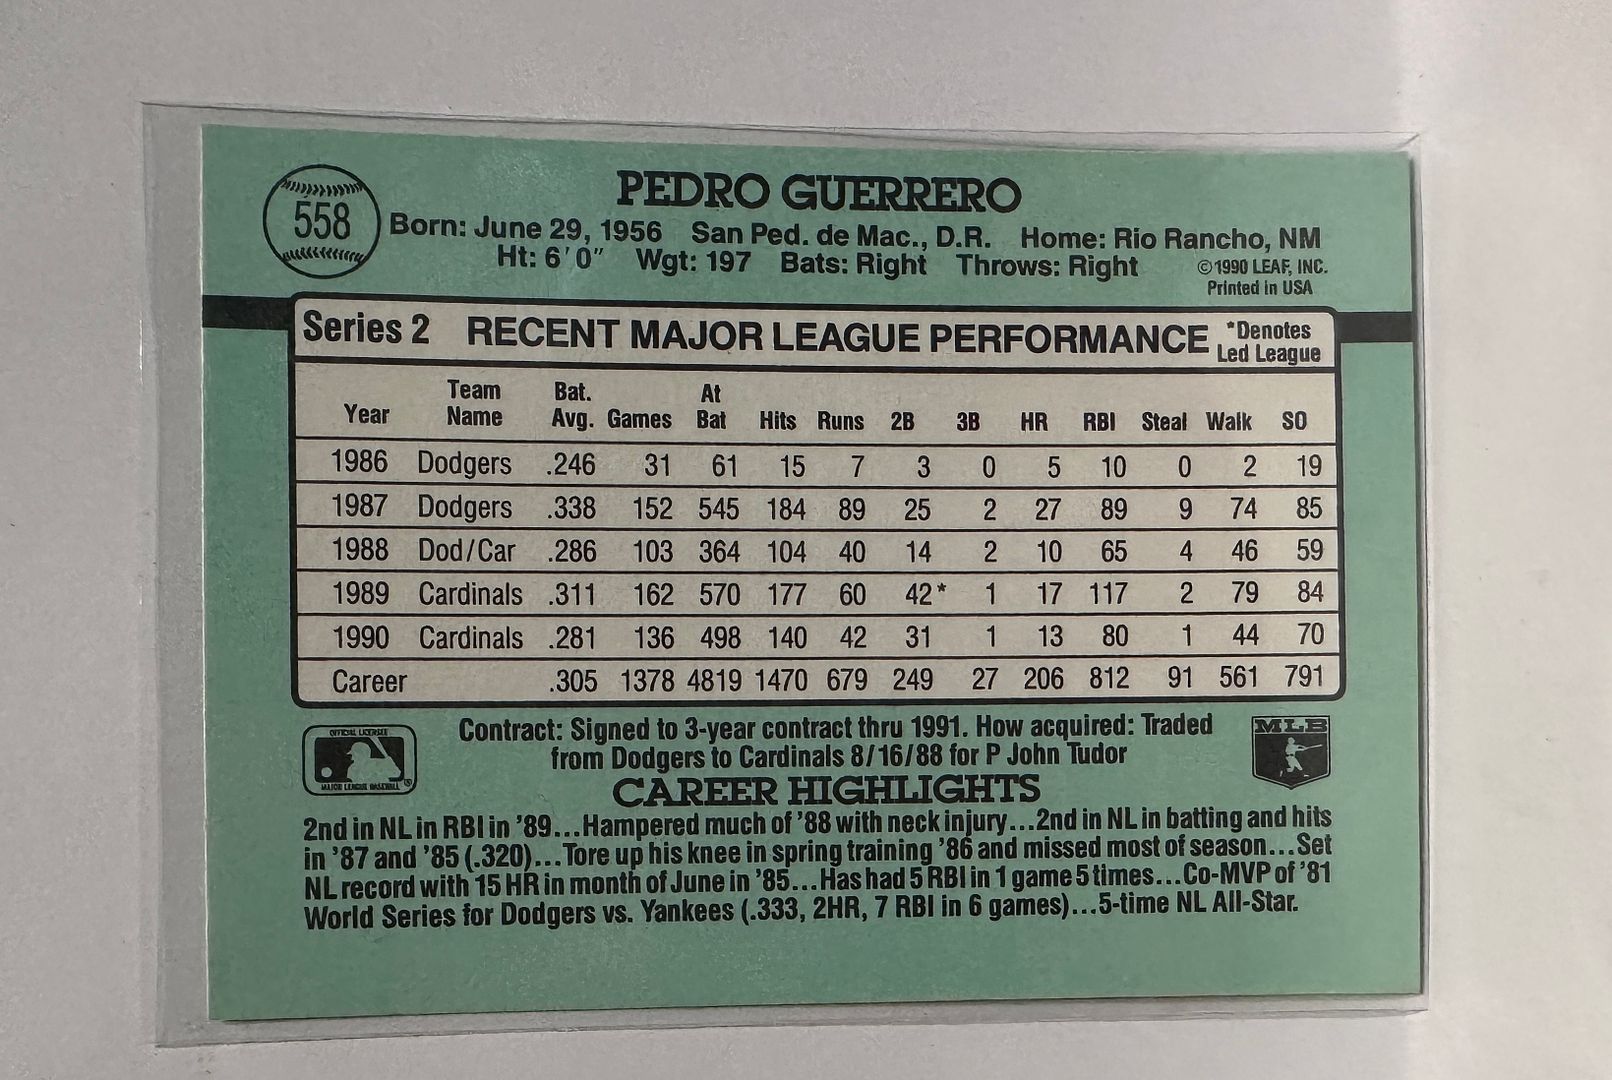 558
PEDRO GUERRERO
Born: June 29, 1956 San Ped. de Mac., D.R. Home: Rio Rancho, NM
Ht: 6'0" Wgt: 197 Bats: Right Throws: Right
©1990 LEAF, INC.
Printed in USA
Series 2 RECENT MAJOR LEAGUE PERFORMANCE *Denotes
Led League
Year Team Name Bat. Avg. Games At Bat Hits Runs 2B 3B HR RBI Steal Walk SO
1986 Dodgers .246 31 61 15 7 3 0 5 10 0 2 19
1987 Dodgers .338 152 545 184 89 25 2 27 89 9 74 85
1988 Dod/Car .286 103 364 104 40 14 2 10 65 4 46 59
1989 Cardinals .311 162 570 177 60 42* 1 17 117 2 79 84
1990 Cardinals .281 136 498 140 42 31 1 13 80 1 44 70
Career .305 1378 4819 1470 679 249 27 206 812 91 561 791
OFFICIAL LICENSEE
MAJOR LEAGUE BASEBALL
®
Contract: Signed to 3-year contract thru 1991. How acquired: Traded
from Dodgers to Cardinals 8/16/88 for P John Tudor
MLB
CAREER HIGHLIGHTS
2nd in NL in RBI in '89...Hampered much of '88 with neck injury...2nd in NL in batting and hits
in '87 and '85 (.320)...Tore up his knee in spring training '86 and missed most of season...Set
NL record with 15 HR in month of June in '85...Has had 5 RBI in 1 game 5 times...Co-MVP of '81
World Series for Dodgers vs. Yankees (.333, 2HR, 7 RBI in 6 games)...5-time NL All-Star.